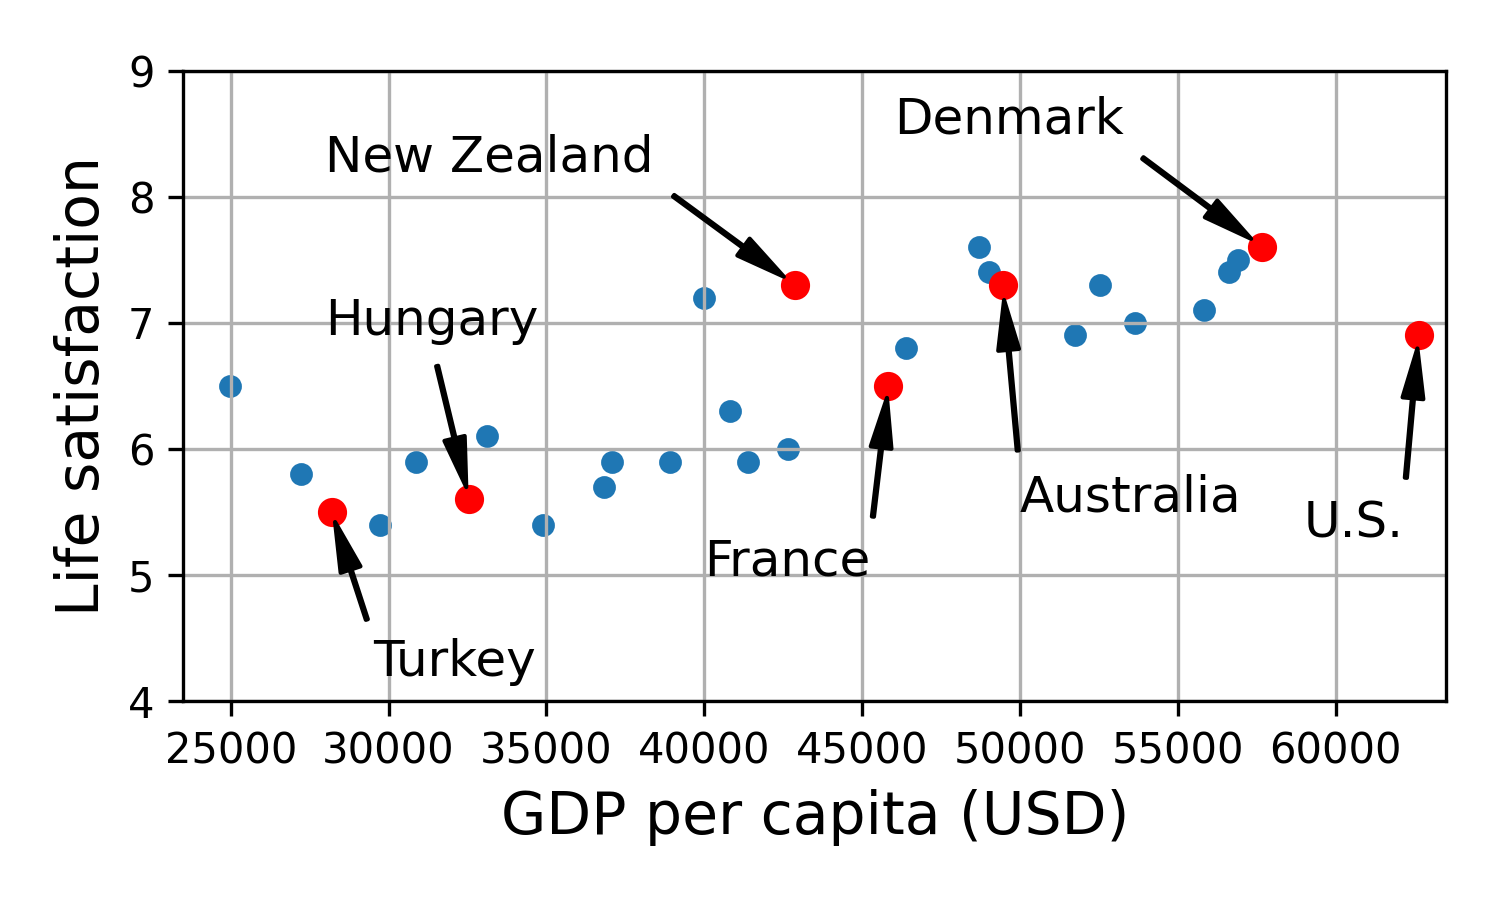 9
Denmark
New Zealand
8
Hungary
7
Life satisfaction
6
Australia
U.S.
France
5
Turkey
4
25000 30000 35000 40000 45000 50000 55000 60000
GDP per capita (USD)